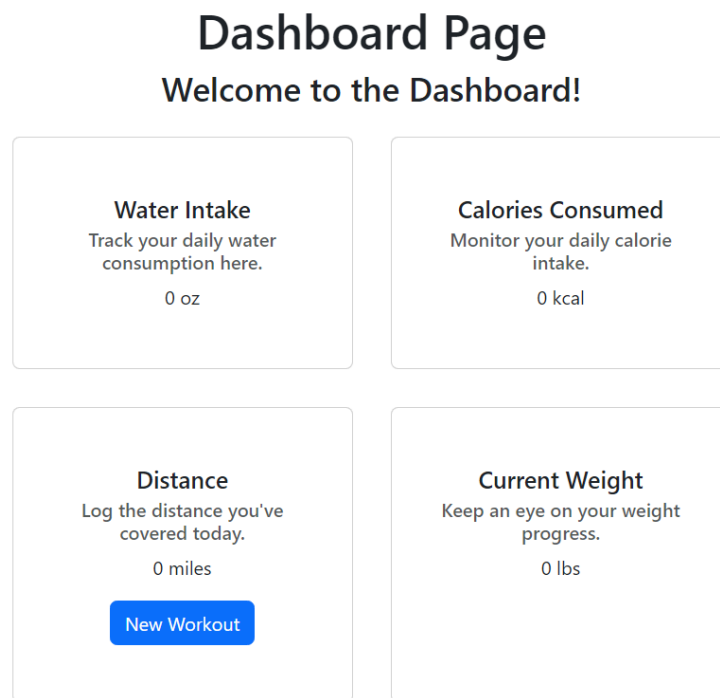 Dashboard Page
Welcome to the Dashboard!
Water Intake
Track your daily water
consumption here.
0 oz
Calories Consumed
Monitor your daily calorie
intake.
0 kcal
Distance
Log the distance you've
covered today.
0 miles
New Workout
Current Weight
Keep an eye on your weight
progress.
0 lbs